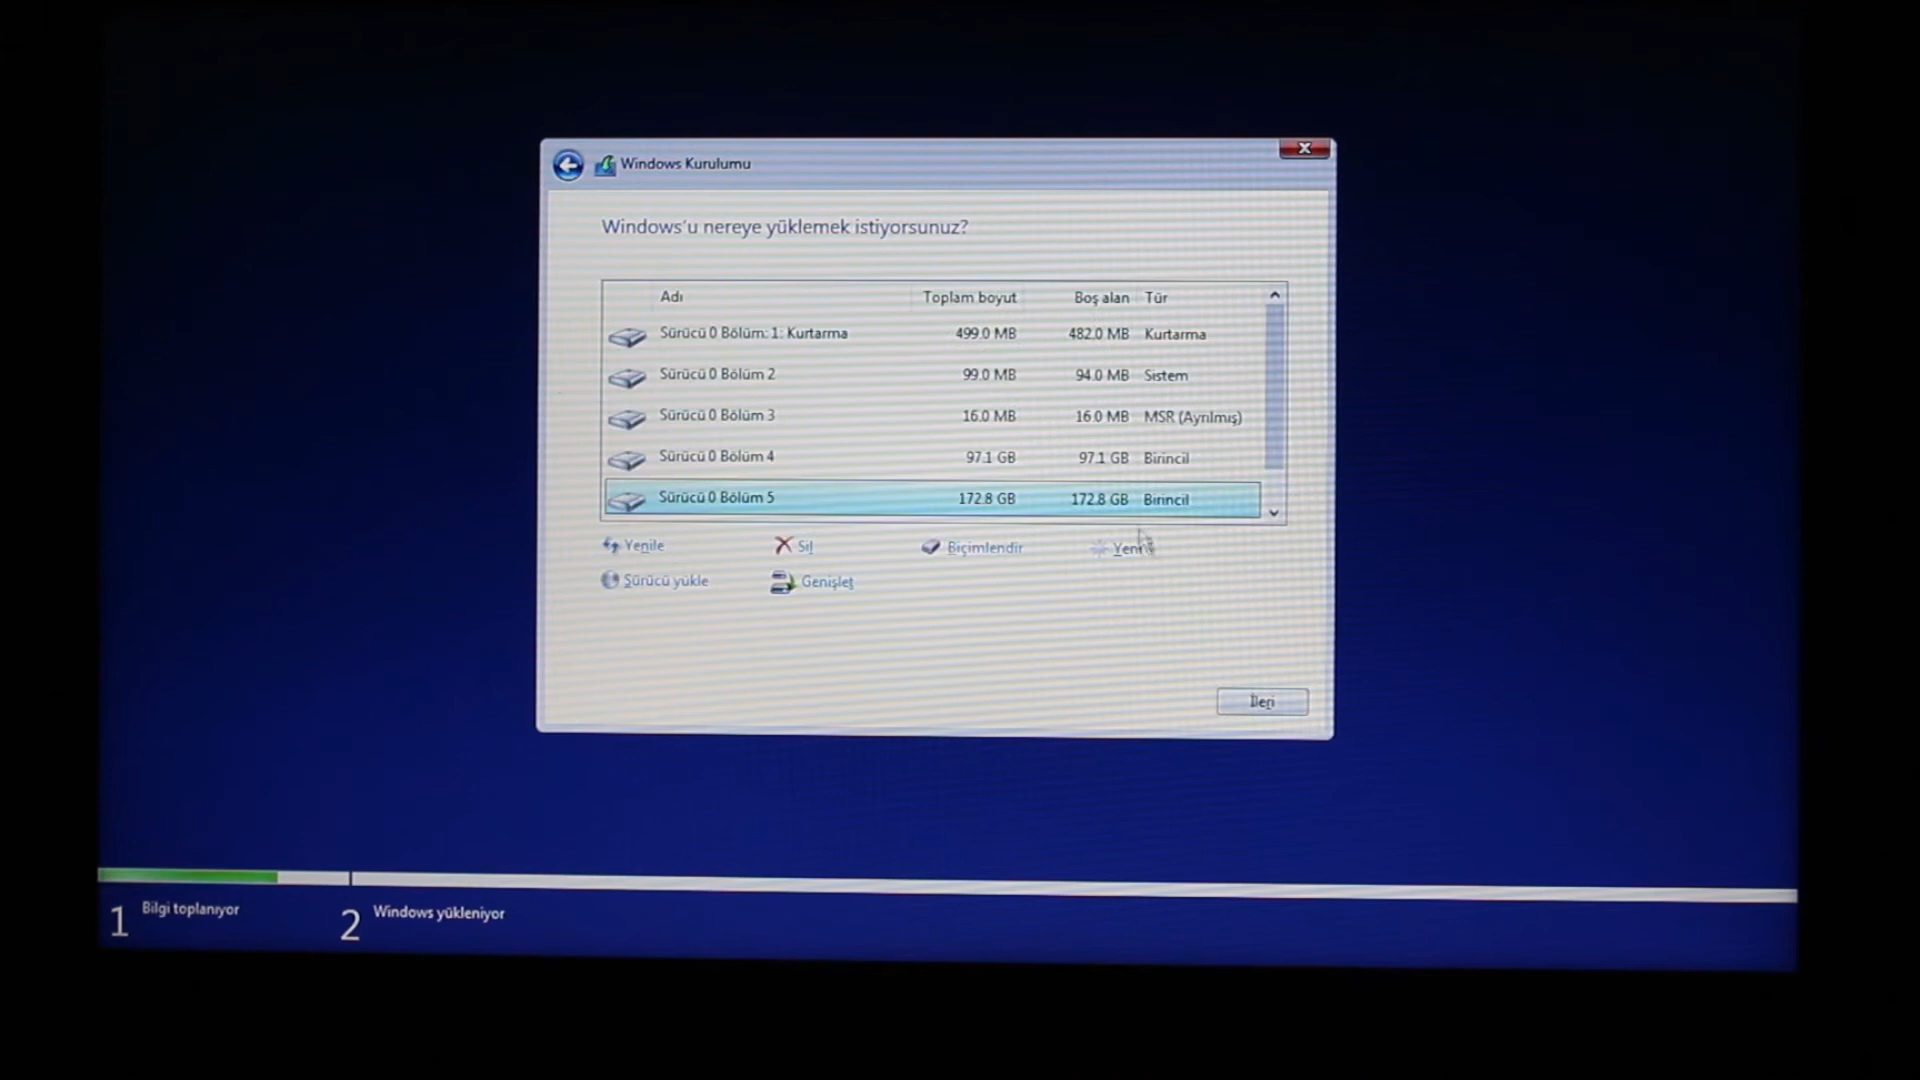 Windows Kurulumu
Windows'u nereye yüklemek istiyorsunuz?
Adı Toplam boyut Boş alan Tür
Sürücü 0 Bölüm: 1: Kurtarma 499.0 MB 482.0 MB Kurtarma
Sürücü 0 Bölüm 2 99.0 MB 94.0 MB Sistem
Sürücü 0 Bölüm 3 16.0 MB 16.0 MB MSR (Ayrılmış)
Sürücü 0 Bölüm 4 97.1 GB 97.1 GB Birincil
Sürücü 0 Bölüm 5 172.8 GB 172.8 GB Birincil
Yenile Sil Biçimlendir Yeni
Sürücü yükle Genişlet
İleri
1 Bilgi toplanıyor 2 Windows yükleniyor